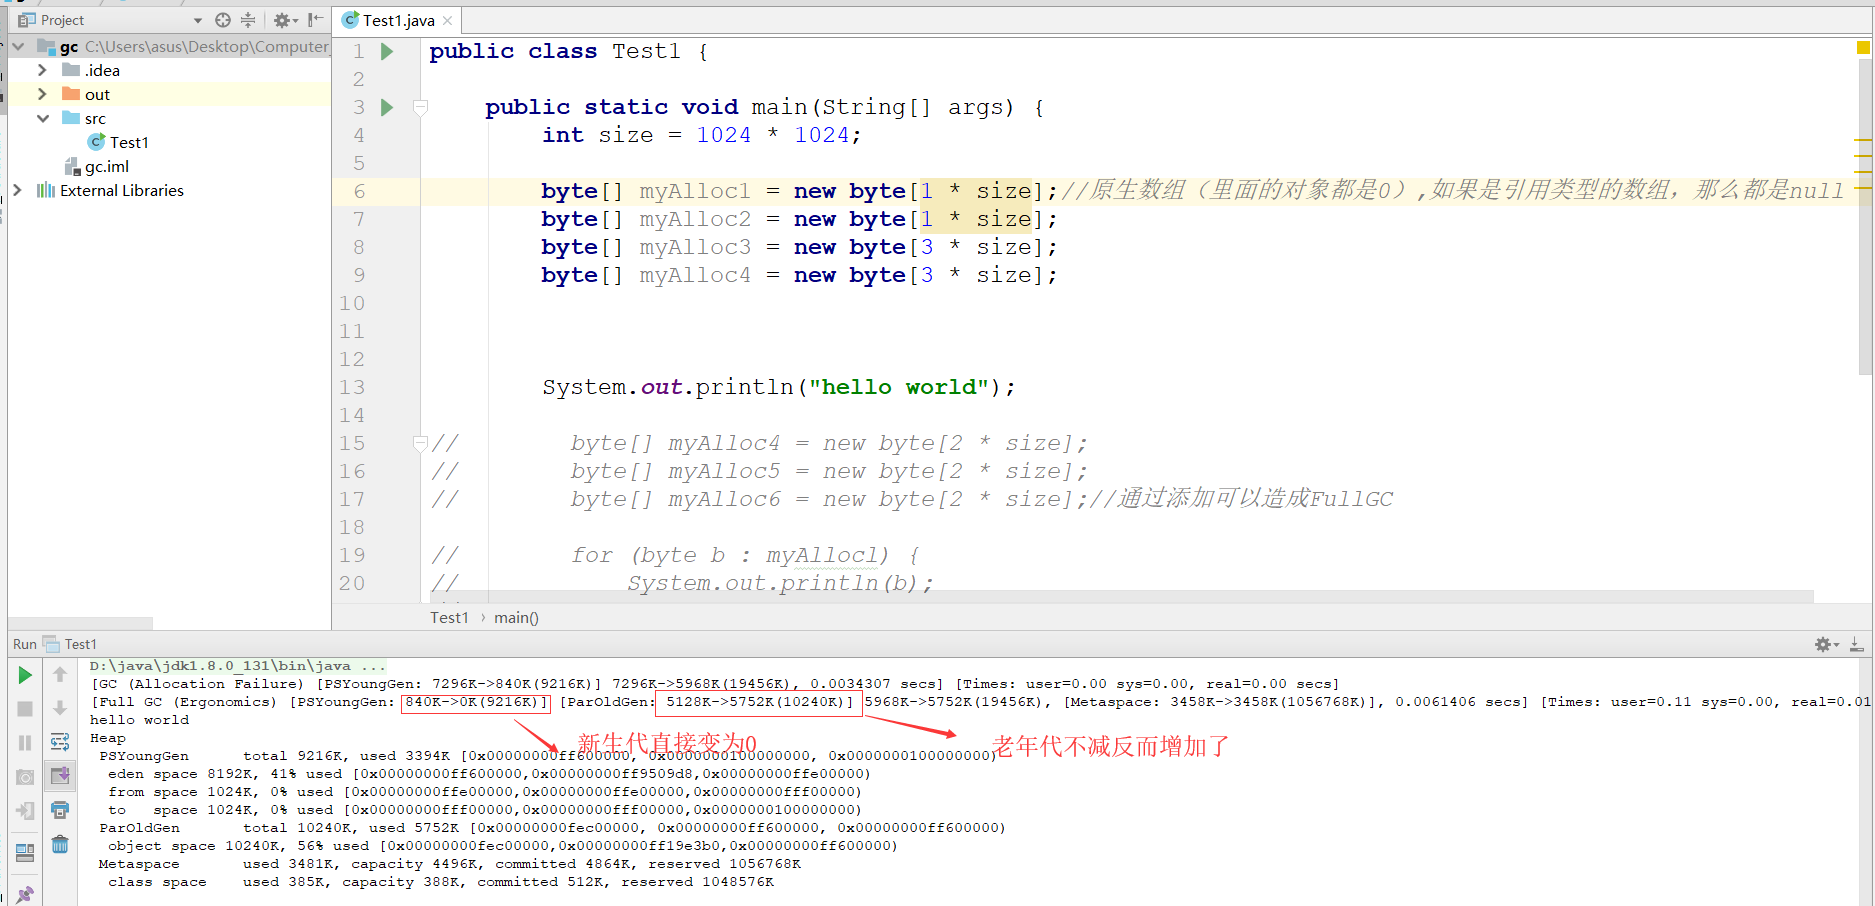 Project
Test1.java
gc C:\Users\asus\Desktop\Computer
.idea
out
src
Test1
gc.iml
External Libraries
1 public class Test1 {
2
3 public static void main(String[] args) {
4 int size = 1024 * 1024;
5
6 byte[] myAlloc1 = new byte[1 * size];//原生数组（里面的对象都是0）,如果是引用类型的数组，那么都是null
7 byte[] myAlloc2 = new byte[1 * size];
8 byte[] myAlloc3 = new byte[3 * size];
9 byte[] myAlloc4 = new byte[3 * size];
10
11
12
13 System.out.println("hello world");
14
15 // byte[] myAlloc4 = new byte[2 * size];
16 // byte[] myAlloc5 = new byte[2 * size];
17 // byte[] myAlloc6 = new byte[2 * size];//通过添加可以造成FullGC
18
19 // for (byte b : myAlloc1) {
20 // System.out.println(b);
Test1 › main()
Run Test1
D:\java\jdk1.8.0_131\bin\java ...
[GC (Allocation Failure) [PSYoungGen: 7296K->840K(9216K)] 7296K->5968K(19456K), 0.0034307 secs] [Times: user=0.00 sys=0.00, real=0.00 secs]
[Full GC (Ergonomics) [PSYoungGen: 840K->0K(9216K)] [ParOldGen: 5128K->5752K(10240K)] 5968K->5752K(19456K), [Metaspace: 3458K->3458K(1056768K)], 0.0061406 secs] [Times: user=0.11 sys=0.00, real=0.01
hello world
Heap
新生代直接变为0
老年代不减反而增加了
PSYoungGen total 9216K, used 3394K [0x00000000ff600000, 0x0000000100000000, 0x0000000100000000)
eden space 8192K, 41% used [0x00000000ff600000,0x00000000ff9509d8,0x00000000ffe00000)
from space 1024K, 0% used [0x00000000ffe00000,0x00000000ffe00000,0x00000000fff00000)
to space 1024K, 0% used [0x00000000fff00000,0x00000000fff00000,0x0000000100000000)
ParOldGen total 10240K, used 5752K [0x00000000fec00000, 0x00000000ff600000, 0x00000000ff600000)
object space 10240K, 56% used [0x00000000fec00000,0x00000000ff19e3b0,0x00000000ff600000)
Metaspace used 3481K, capacity 4496K, committed 4864K, reserved 1056768K
class space used 385K, capacity 388K, committed 512K, reserved 1048576K